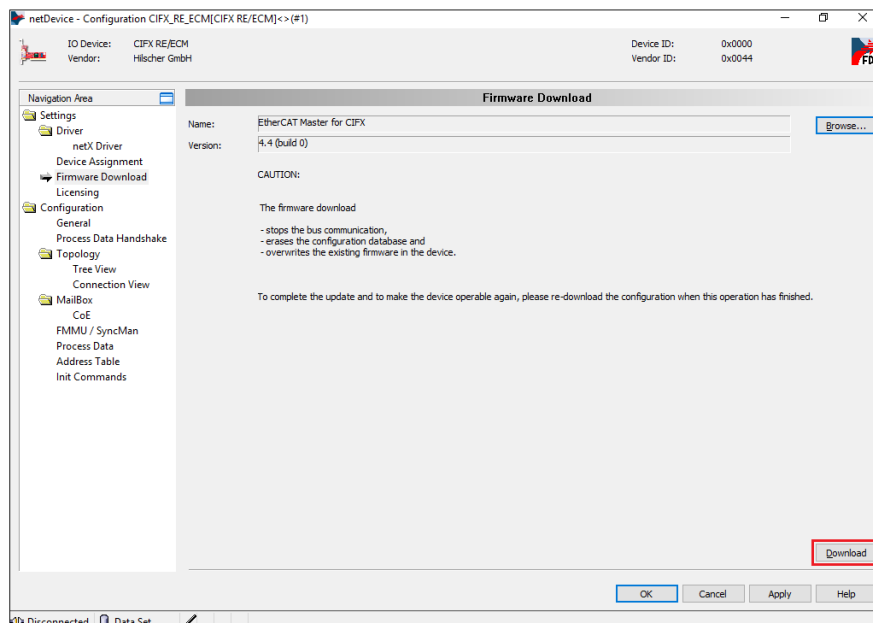 netDevice - Configuration CIFX_RE_ECM[CIFX RE/ECM]<>(#1)
IO Device: CIFX RE/ECM Device ID: 0x0000
Vendor: Hilscher GmbH Vendor ID: 0x0044
FD
Navigation Area
Firmware Download
Settings
Driver
netX Driver
Device Assignment
Firmware Download
Licensing
Configuration
General
Process Data Handshake
Topology
Tree View
Connection View
MailBox
CoE
FMMU / SyncMan
Process Data
Address Table
Init Commands
Name: EtherCAT Master for CIFX Browse...
Version: 4.4 (build 0)
CAUTION:
The firmware download
- stops the bus communication,
- erases the configuration database and
- overwrites the existing firmware in the device.
To complete the update and to make the device operable again, please re-download the configuration when this operation has finished.
Download
OK Cancel Apply Help
Disconnected Data Set